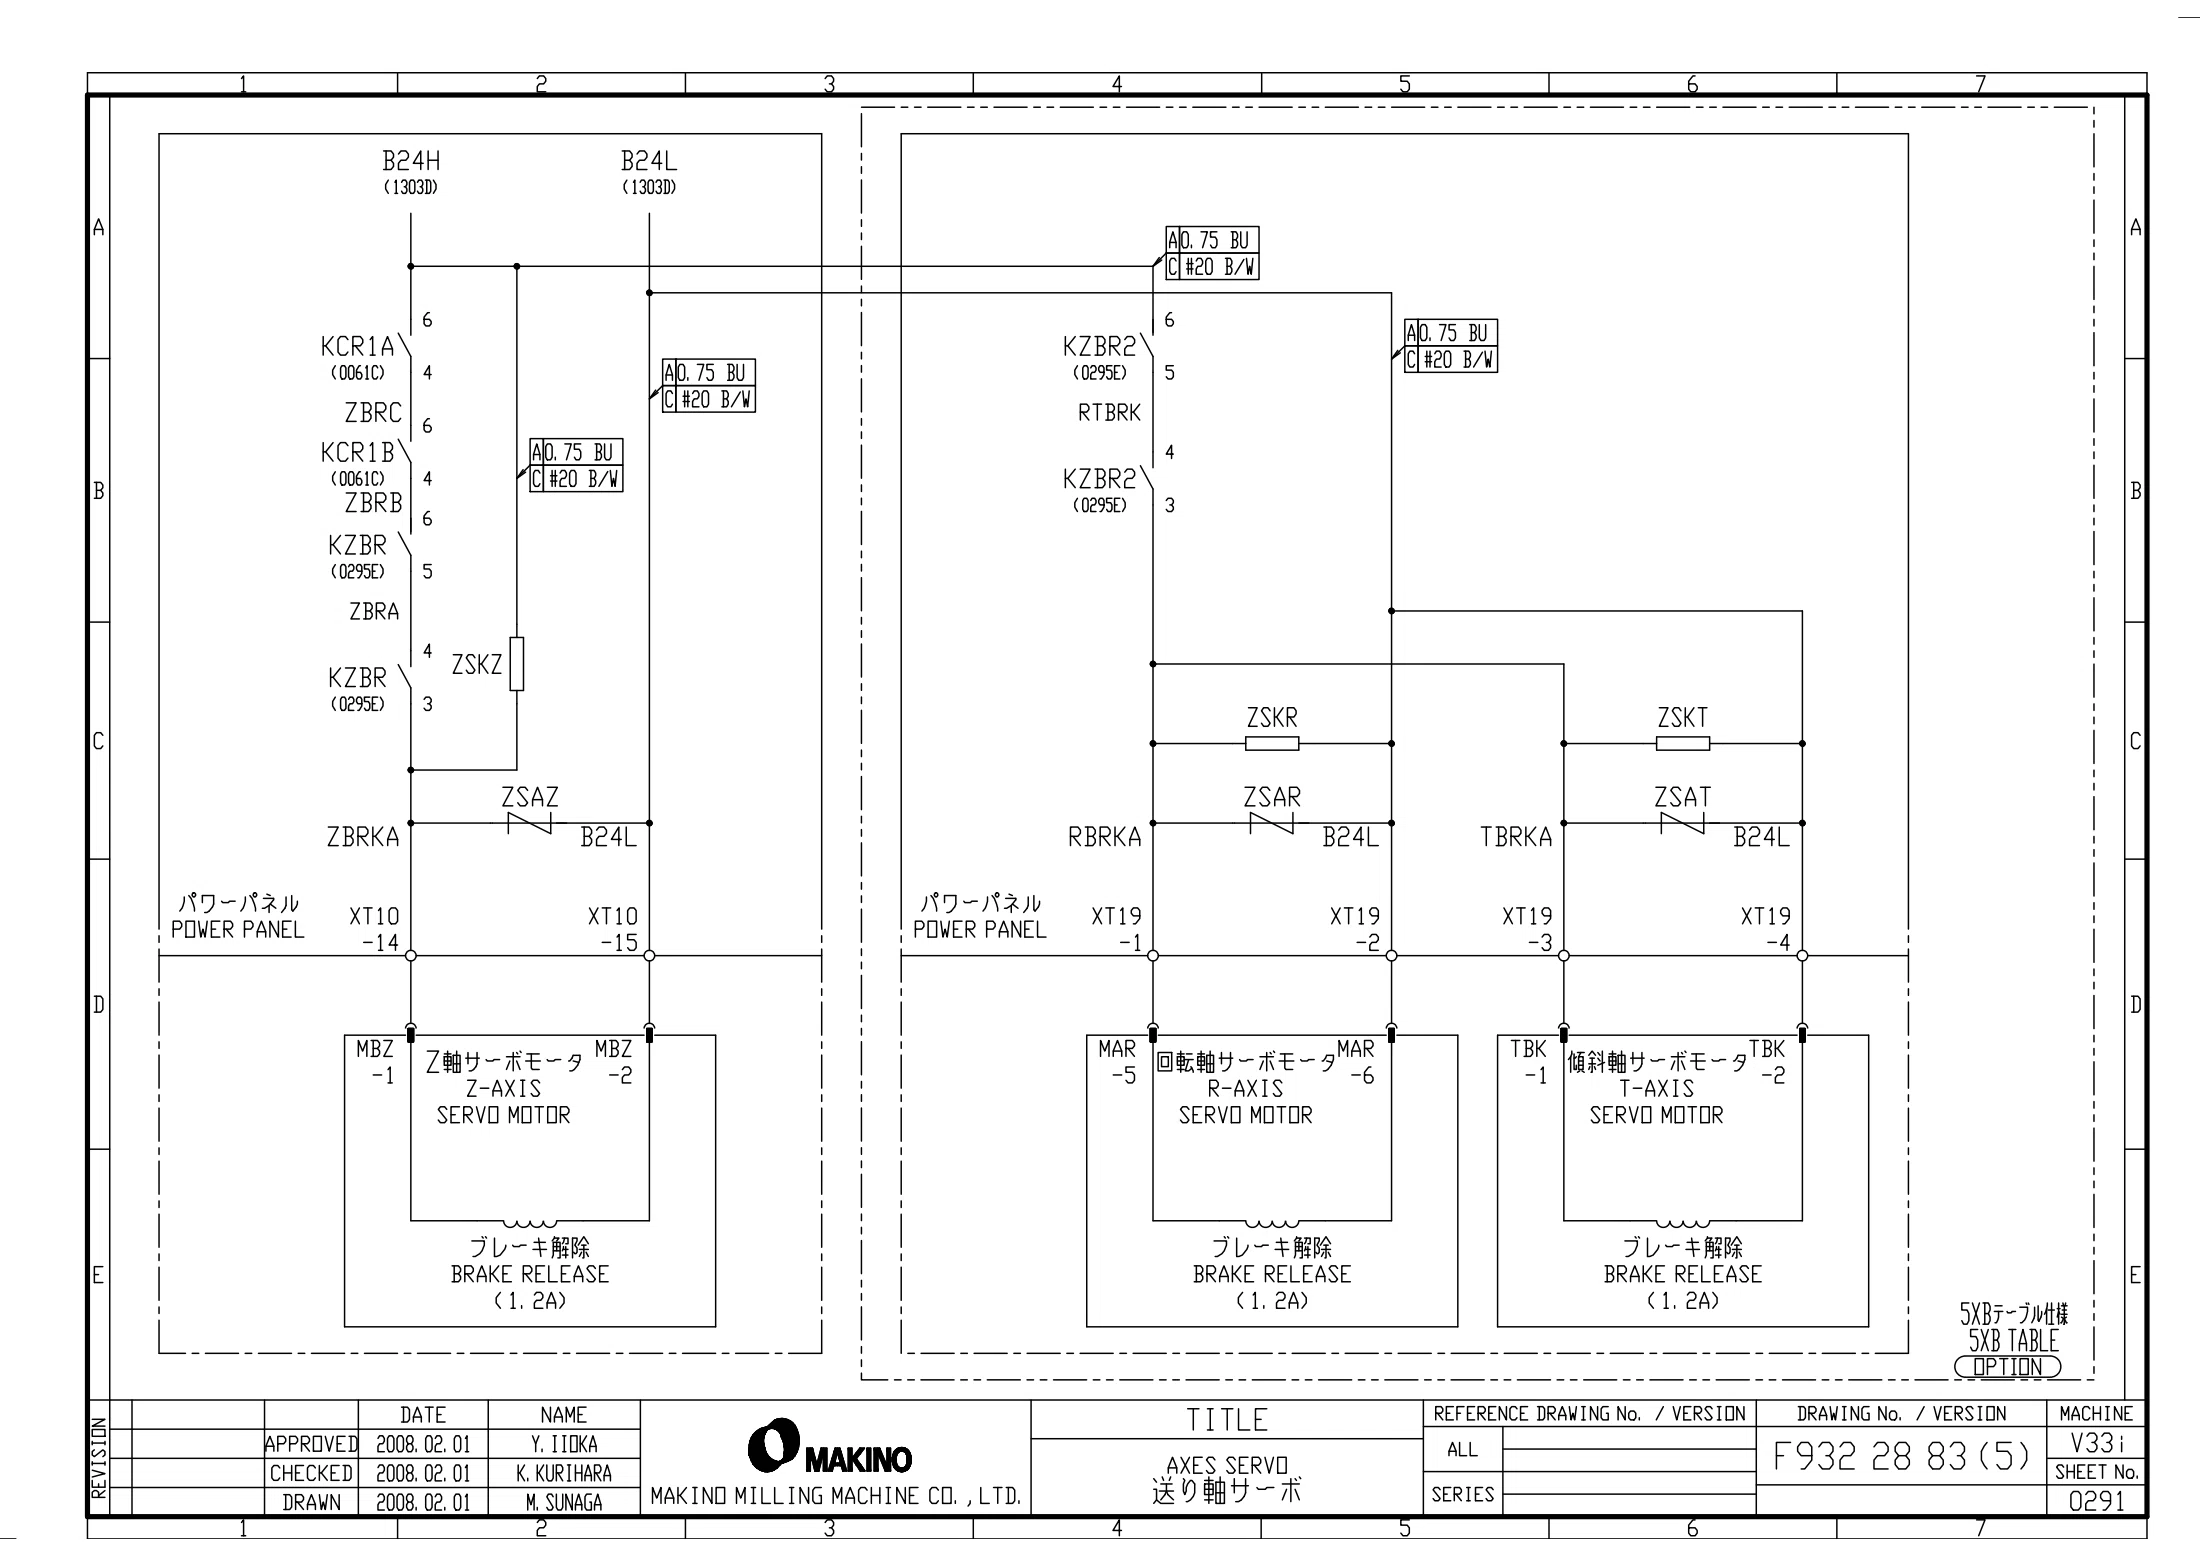 1 2 3 4 5 6 7
A
B
C
D
E
B24H
(1303D)
B24L
(1303D)
6
KCR1A
(0061C)
4
ZBRC
6
KCR1B
(0061C)
4
ZBRB
6
KZBR
(0295E)
5
ZBRA
4
KZBR
(0295E)
3
ZSKZ
A 0.75 BU
C #20 B/W
A 0.75 BU
C #20 B/W
ZSAZ
ZBRKA
B24L
パワーパネル
POWER PANEL
XT10
-14
XT10
-15
MBZ
-1
Z軸サーボモータ
Z-AXIS
SERVO MOTOR
MBZ
-2
ブレーキ解除
BRAKE RELEASE
(1.2A)
A 0.75 BU
C #20 B/W
A 0.75 BU
C #20 B/W
6
KZBR2
(0295E)
5
RTBRK
4
KZBR2
(0295E)
3
ZSKR
ZSAR
RBRKA
B24L
ZSKT
ZSAT
TBRKA
B24L
パワーパネル
POWER PANEL
XT19
-1
XT19
-2
XT19
-3
XT19
-4
MAR
-5
回転軸サーボモータ
R-AXIS
SERVO MOTOR
MAR
-6
ブレーキ解除
BRAKE RELEASE
(1.2A)
TBK
-1
傾斜軸サーボモータ
T-AXIS
SERVO MOTOR
TBK
-2
ブレーキ解除
BRAKE RELEASE
(1.2A)
5XBテーブル仕様
5XB TABLE
OPTION
A
B
C
D
E
REVISION
DATE NAME
APPROVED 2008.02.01 Y.IIOKA
CHECKED 2008.02.01 K.KURIHARA
DRAWN 2008.02.01 M.SUNAGA
MAKINO
MAKINO MILLING MACHINE CO.,LTD.
TITLE
AXES SERVO
送り軸サーボ
REFERENCE DRAWING No. / VERSION
ALL
SERIES
DRAWING No. / VERSION
F932 28 83(5)
MACHINE
V33i
SHEET No.
0291
1 2 3 4 5 6 7